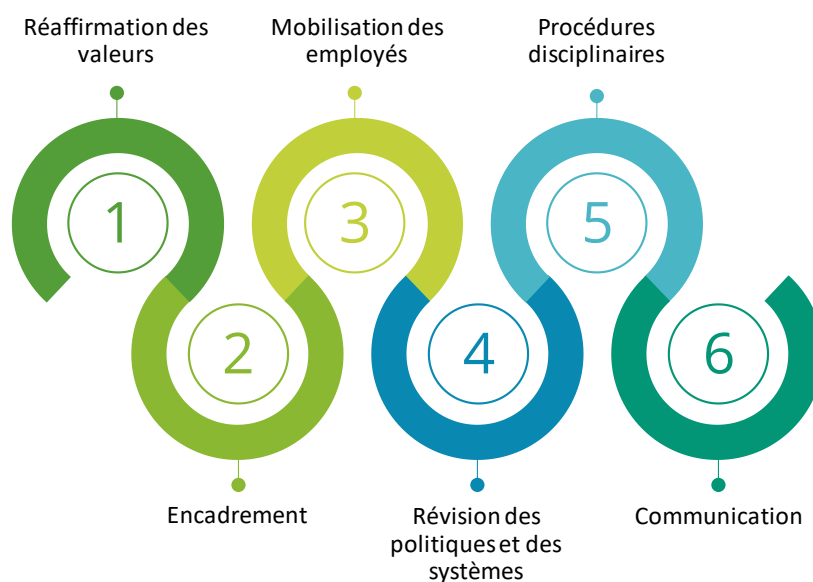 Réaffirmation des
valeurs
Mobilisation des
employés
Procédures
disciplinaires
1
3
5
2
4
6
Encadrement
Révision des
politiques et des
systèmes
Communication